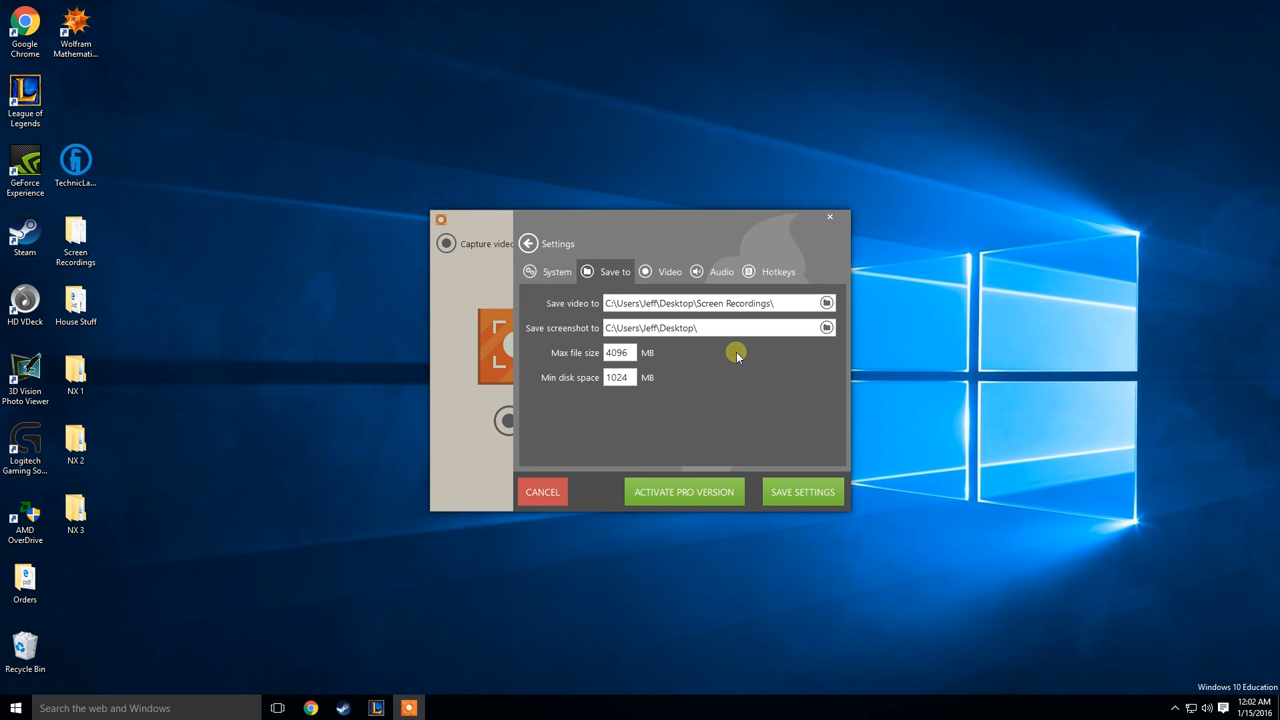 Google Chrome
Wolfram Mathemati...
League of Legends
GeForce Experience
TechnicLa...
Steam
Screen Recordings
HD VDeck
House Stuff
3D Vision Photo Viewer
NX 1
Logitech Gaming So...
NX 2
AMD OverDrive
NX 3
pdf
Orders
Recycle Bin
Capture video
Settings
System
Save to
Video
Audio
Hotkeys
Save video to C:\Users\Jeff\Desktop\Screen Recordings\
Save screenshot to C:\Users\Jeff\Desktop\
Max file size 4096 MB
Min disk space 1024 MB
CANCEL
ACTIVATE PRO VERSION
SAVE SETTINGS
Windows 10 Education
Search the web and Windows
12:02 AM
1/15/2016